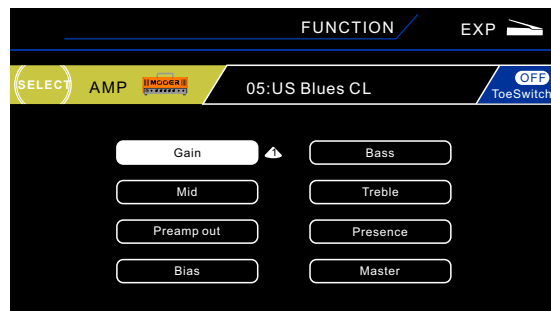 FUNCTION
EXP
SELECT
AMP
MOOER
05:US Blues CL
OFF
ToeSwitch
Gain
1
Bass
Mid
Treble
Preamp out
Presence
Bias
Master